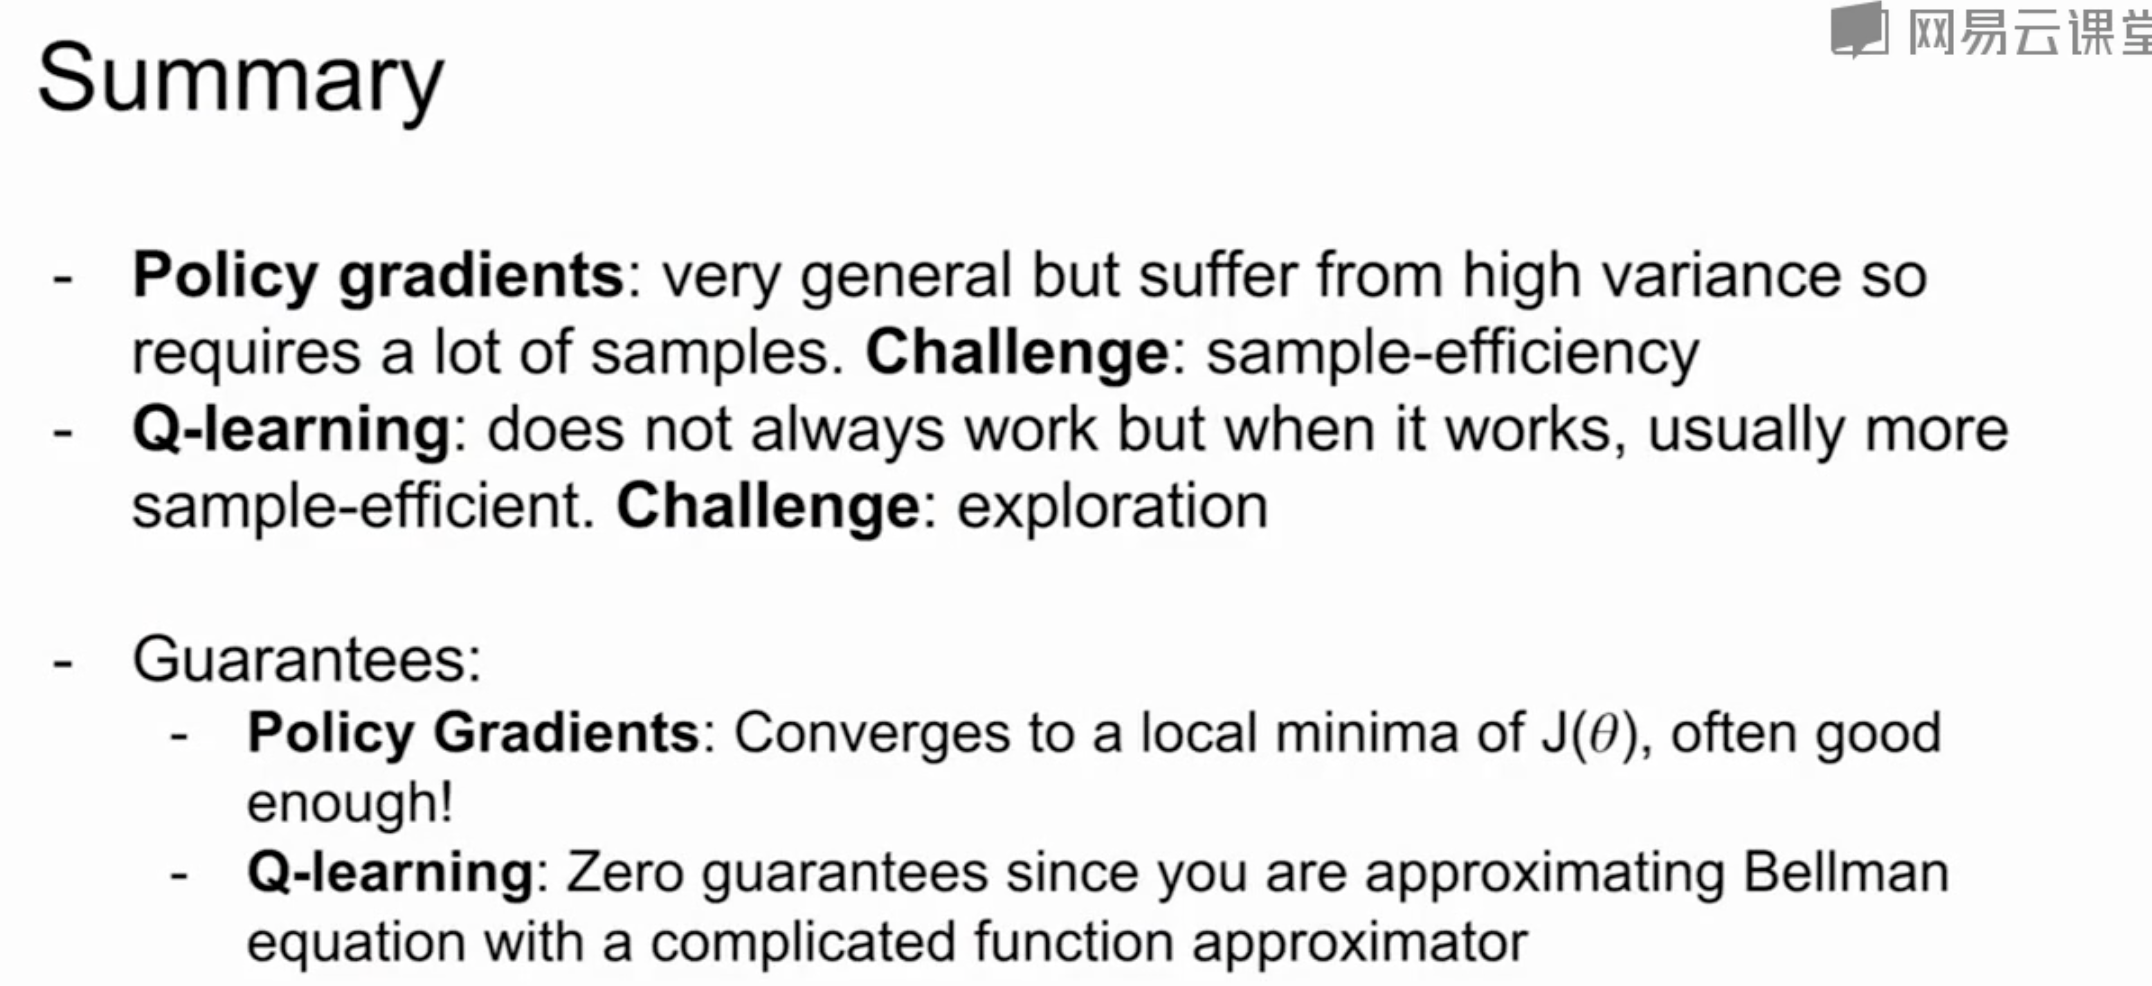 网易云课堂
Summary
- Policy gradients: very general but suffer from high variance so
requires a lot of samples. Challenge: sample-efficiency
- Q-learning: does not always work but when it works, usually more
sample-efficient. Challenge: exploration
- Guarantees:
- Policy Gradients: Converges to a local minima of J(θ), often good
enough!
- Q-learning: Zero guarantees since you are approximating Bellman
equation with a complicated function approximator